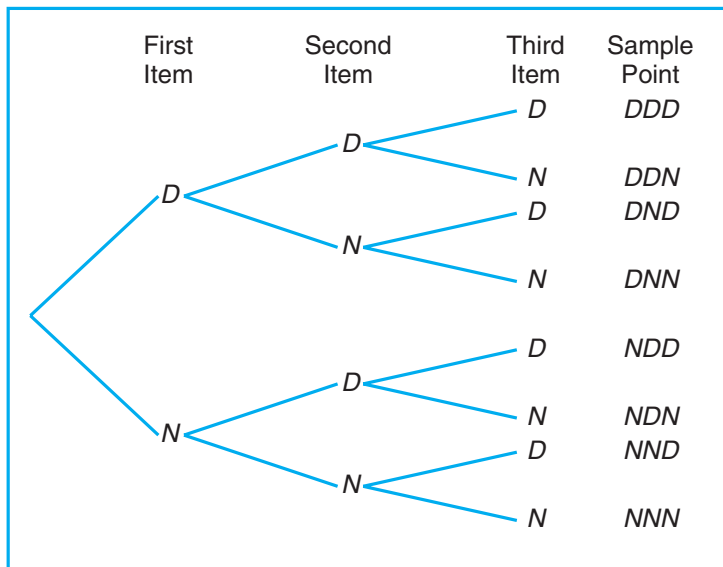 First Second Third Sample
Item Item Item Point
D DDD
D
N DDN
D
D DND
N
N DNN
D NDD
D
N NDN
N
D NND
N
N NNN